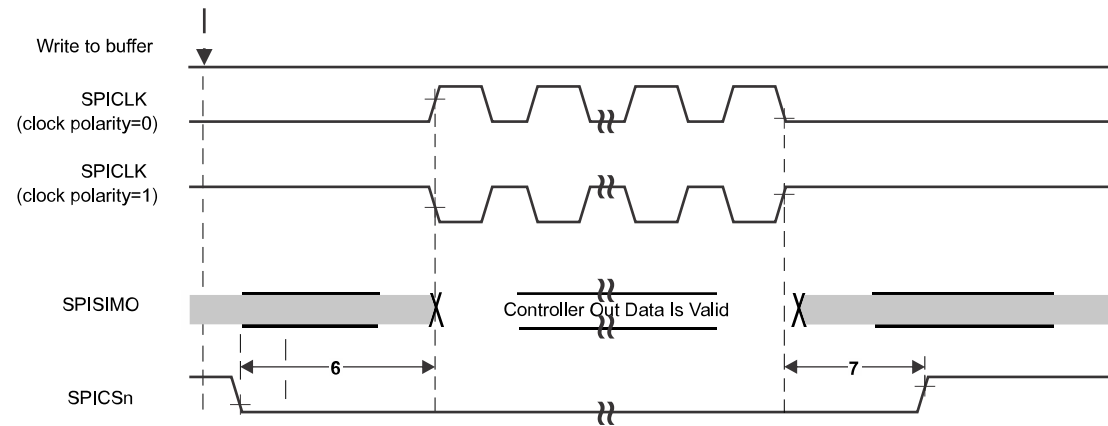 Write to buffer
SPICLK
(clock polarity=0)
SPICLK
(clock polarity=1)
SPISIMO
Controller Out Data Is Valid
6
7
SPICSn